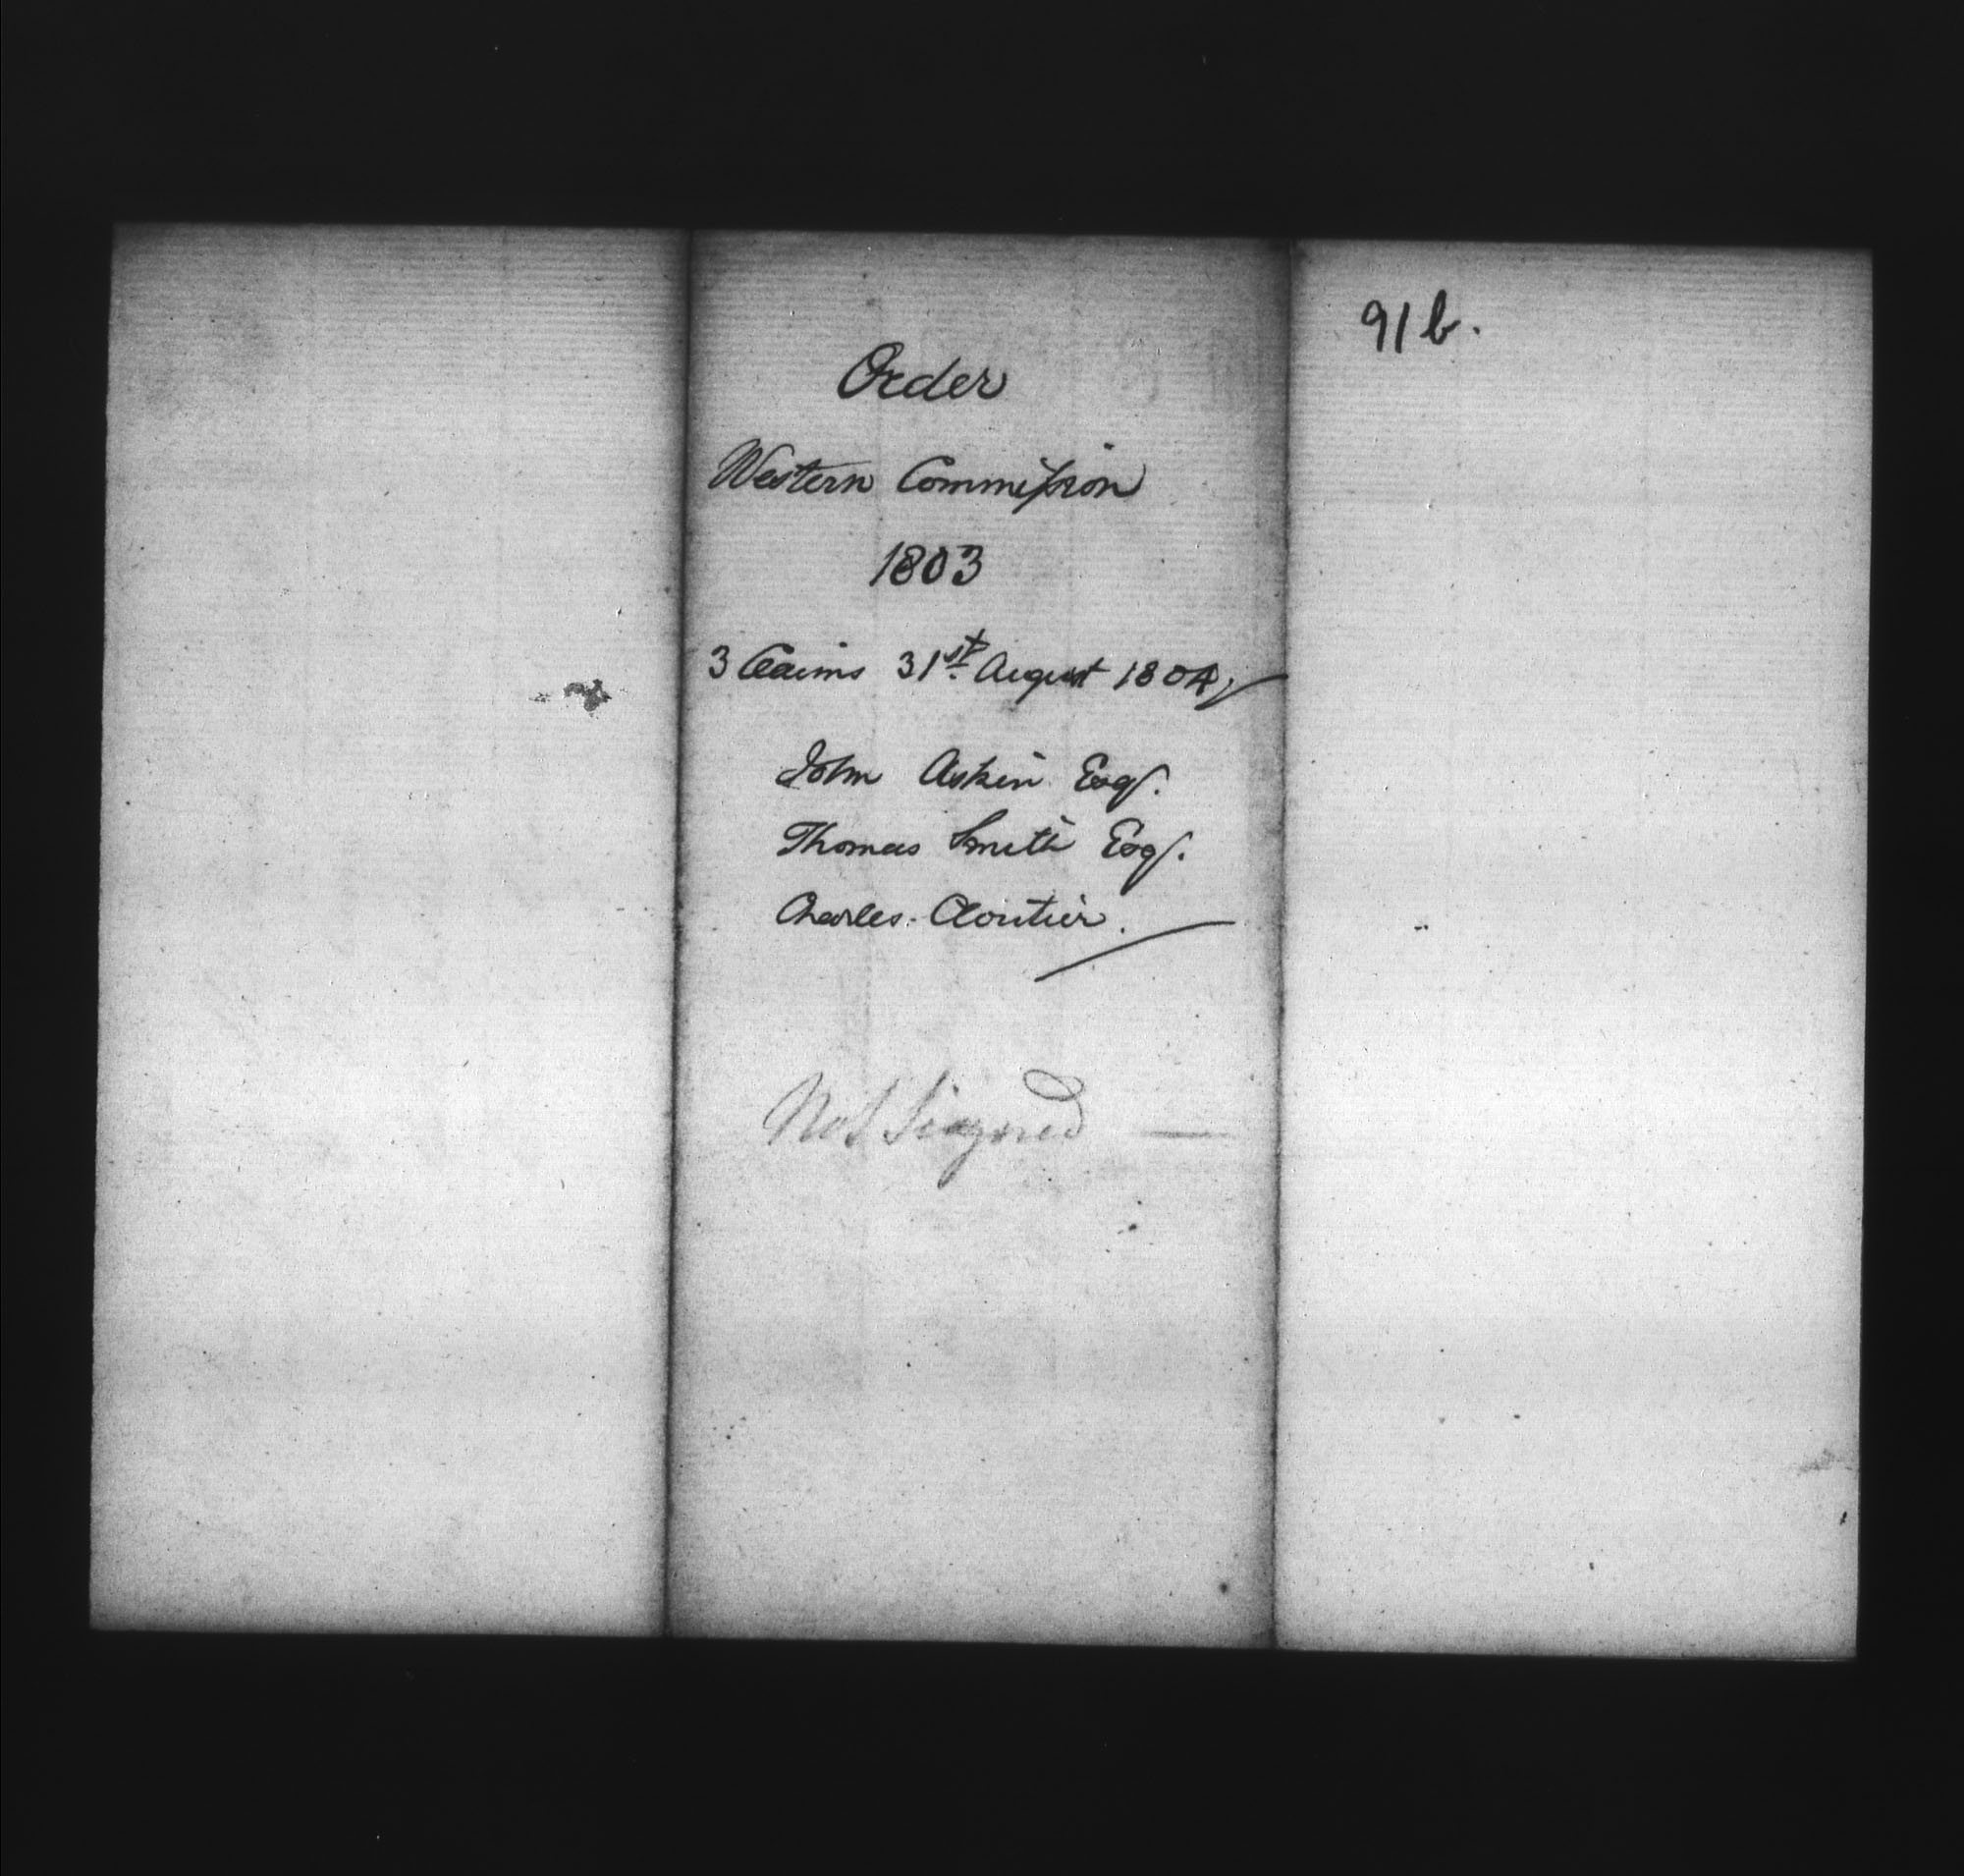 91b.
Order
Western Commission
1803
3 Claims 31st. August 1804
John Askin Esqr.
Thomas Smith Esqr.
Charles Cloutier.
Not Signed —